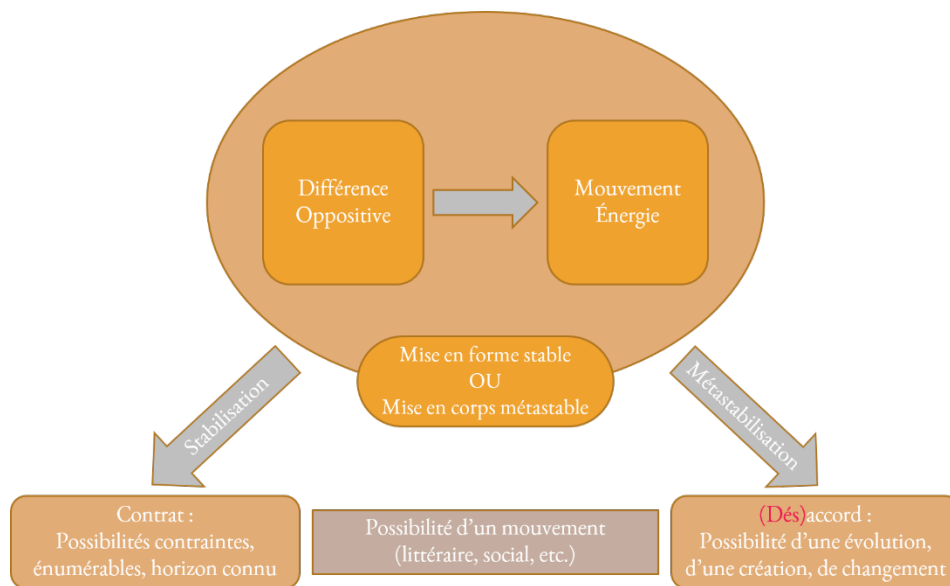 Différence
Oppositive
Mouvement
Énergie
Mise en forme stable
OU
Mise en corps métastable
Stabilisation
Métastabilisation
Contrat :
Possibilités contraintes,
énumérables, horizon connu
Possibilité d’un mouvement
(littéraire, social, etc.)
(Dés)accord :
Possibilité d’une évolution,
d’une création, de changement